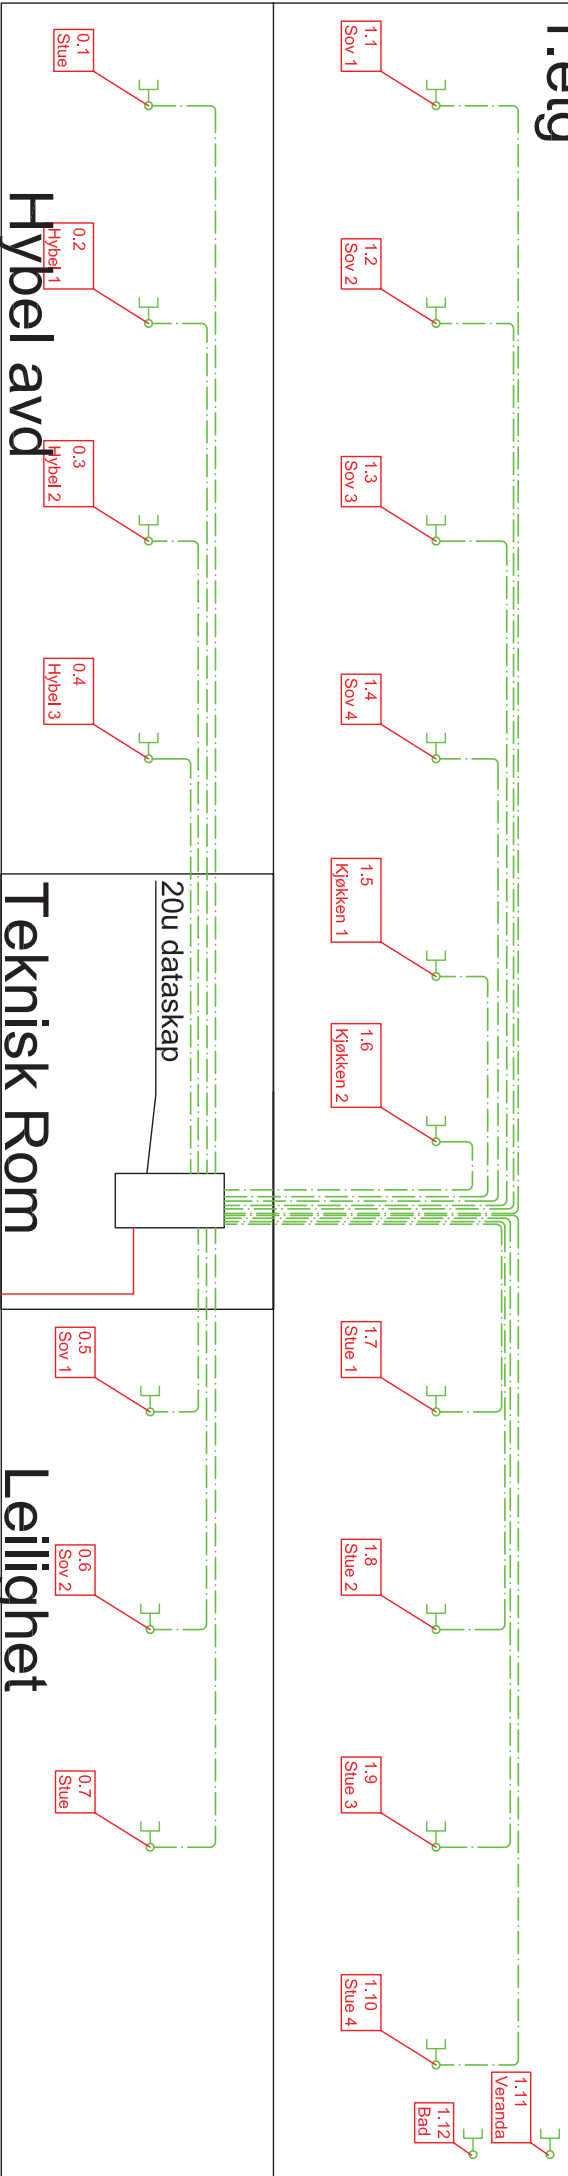 1.etg
1.1
Sov 1
1.2
Sov 2
1.3
Sov 3
1.4
Sov 4
1.5
Kjøkken 1
1.6
Kjøkken 2
1.7
Stue 1
1.8
Stue 2
1.9
Stue 3
1.10
Stue 4
1.11
Veranda
1.12
Bad
0.1
Stue
0.2
Hybel 1
0.3
Hybel 2
0.4
Hybel 3
20u dataskap
0.5
Sov 1
0.6
Sov 2
0.7
Stue
Hybel avd
Teknisk Rom
Leilighet